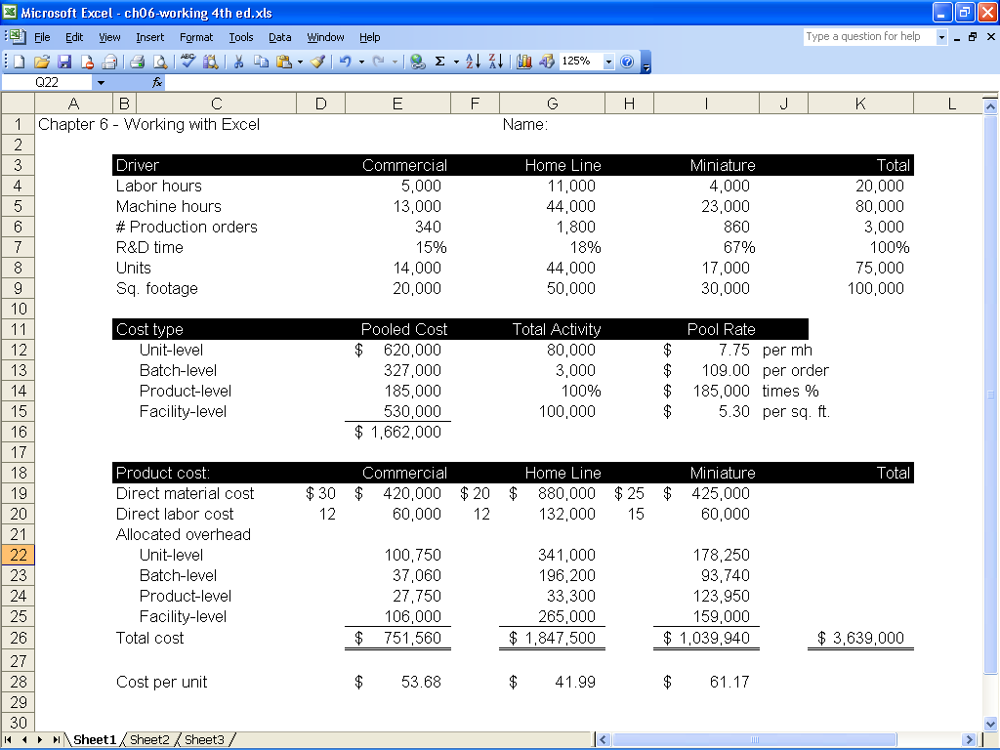 Microsoft Excel - ch06-working 4th ed.xls
File Edit View Insert Format Tools Data Window Help Type a question for help
Σ 125%
Q22 fx
A B C D E F G H I J K L
1 Chapter 6 - Working with Excel Name:
2
3 Driver Commercial Home Line Miniature Total
4 Labor hours 5,000 11,000 4,000 20,000
5 Machine hours 13,000 44,000 23,000 80,000
6 # Production orders 340 1,800 860 3,000
7 R&D time 15% 18% 67% 100%
8 Units 14,000 44,000 17,000 75,000
9 Sq. footage 20,000 50,000 30,000 100,000
10
11 Cost type Pooled Cost Total Activity Pool Rate
12 Unit-level $ 620,000 80,000 $ 7.75 per mh
13 Batch-level 327,000 3,000 $ 109.00 per order
14 Product-level 185,000 100% $ 185,000 times %
15 Facility-level 530,000 100,000 $ 5.30 per sq. ft.
16 $ 1,662,000
17
18 Product cost: Commercial Home Line Miniature Total
19 Direct material cost $ 30 $ 420,000 $ 20 $ 880,000 $ 25 $ 425,000
20 Direct labor cost 12 60,000 12 132,000 15 60,000
21 Allocated overhead
22 Unit-level 100,750 341,000 178,250
23 Batch-level 37,060 196,200 93,740
24 Product-level 27,750 33,300 123,950
25 Facility-level 106,000 265,000 159,000
26 Total cost $ 751,560 $ 1,847,500 $ 1,039,940 $ 3,639,000
27
28 Cost per unit $ 53.68 $ 41.99 $ 61.17
29
30
Sheet1 Sheet2 Sheet3